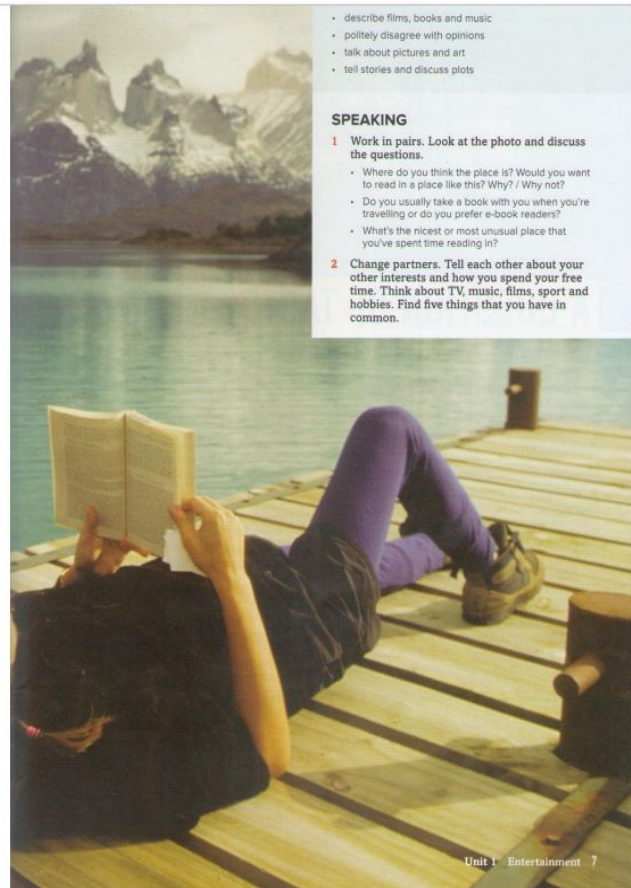 • describe films, books and music
• politely disagree with opinions
• talk about pictures and art
• tell stories and discuss plots
SPEAKING
1 Work in pairs. Look at the photo and discuss
the questions.
• Where do you think the place is? Would you want
to read in a place like this? Why? / Why not?
• Do you usually take a book with you when you're
travelling or do you prefer e-book readers?
• What's the nicest or most unusual place that
you've spent time reading in?
2 Change partners. Tell each other about your
other interests and how you spend your free
time. Think about TV, music, films, sport and
hobbies. Find five things that you have in
common.
Unit 1 Entertainment 7